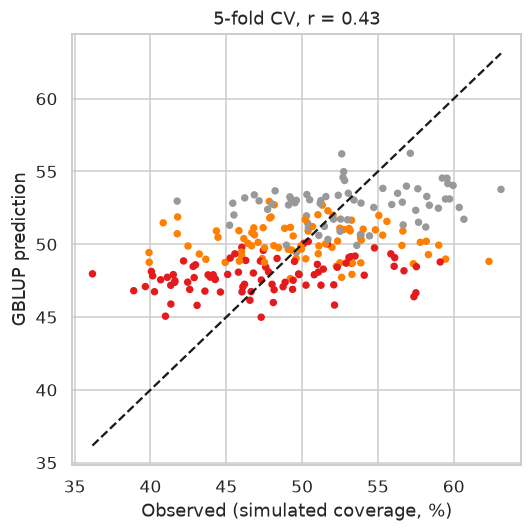 5-fold CV, r = 0.43
GBLUP prediction
60
55
50
45
40
35
35 40 45 50 55 60
Observed (simulated coverage, %)